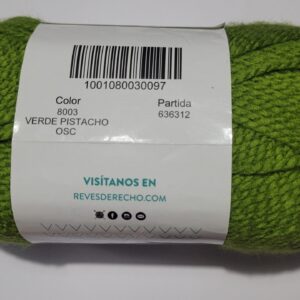 1001080030097
Color Partida
8003 636312
VERDE PISTACHO
OSC
VISÍTANOS EN
REVESDERECHO.COM